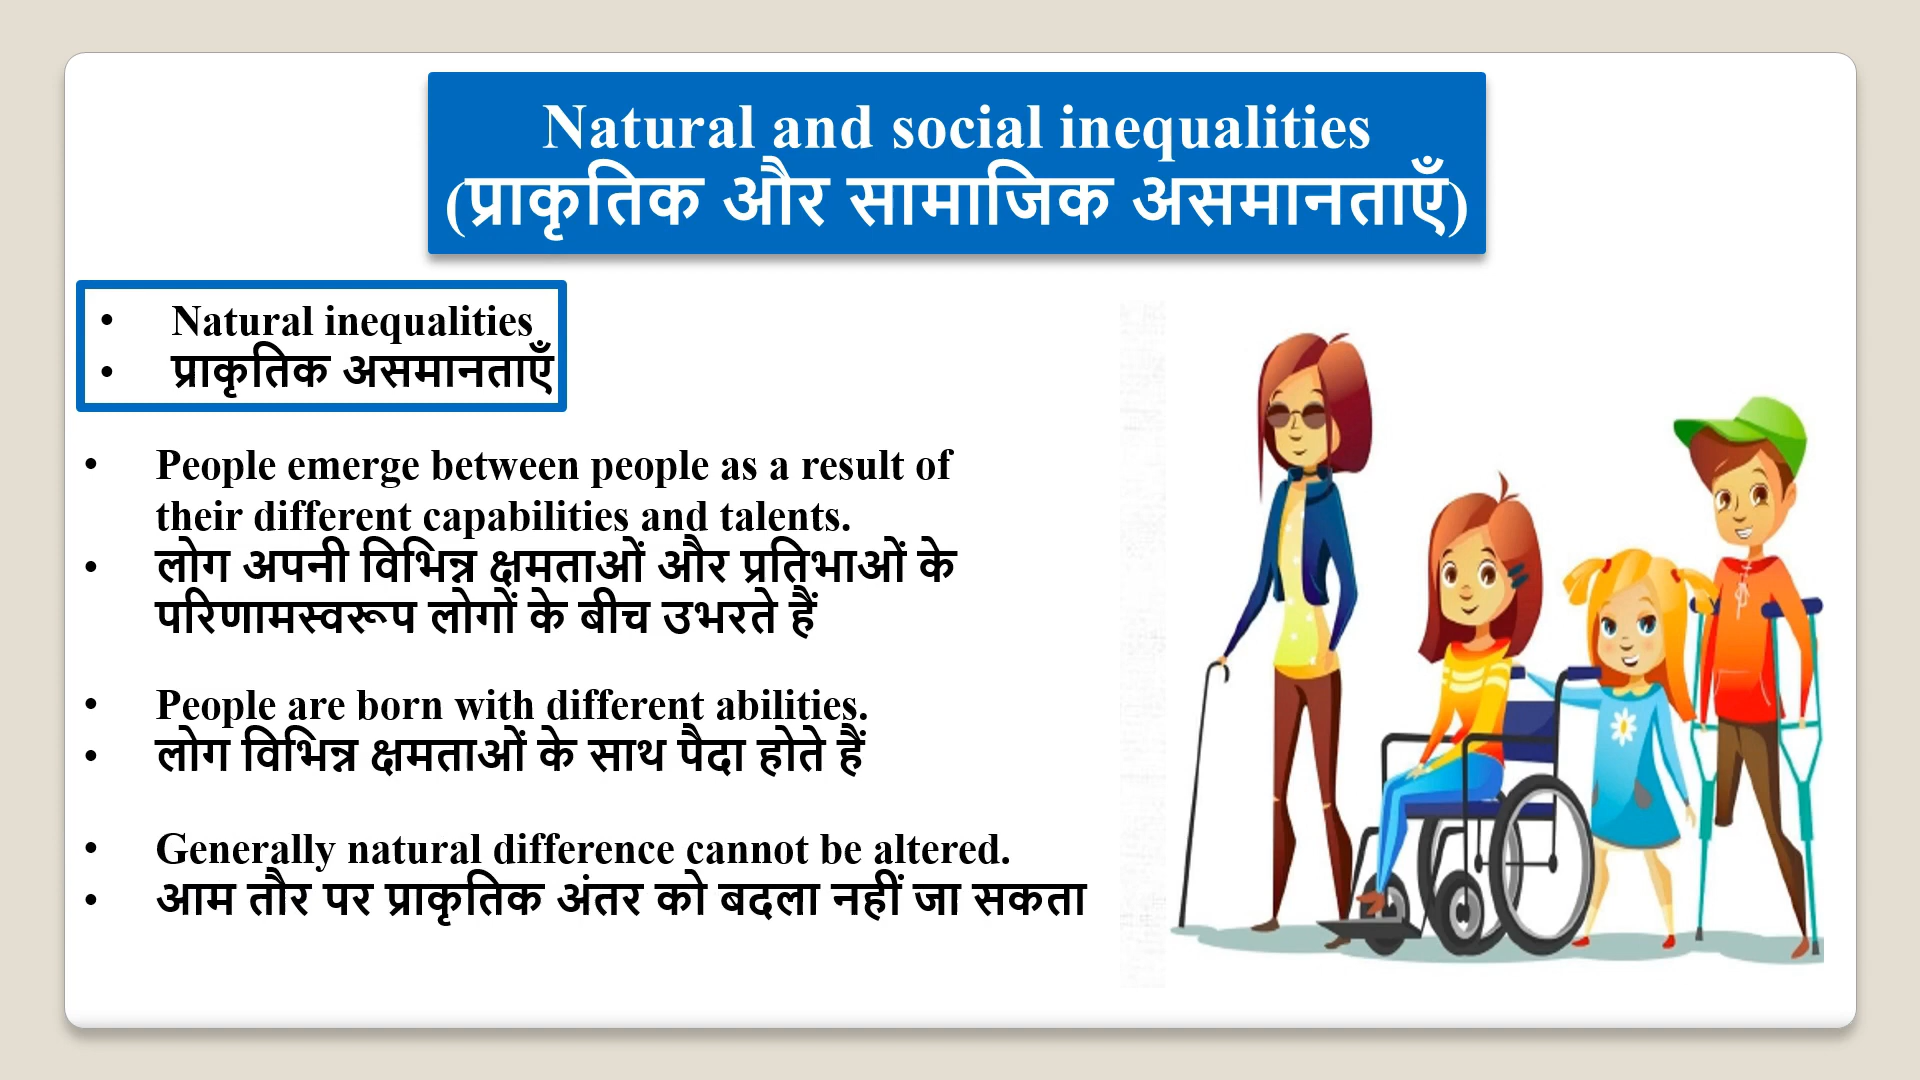 Natural and social inequalities
(प्राकृतिक और सामाजिक असमानताएँ)
• Natural inequalities
• प्राकृतिक असमानताएँ
• People emerge between people as a result of
their different capabilities and talents.
• लोग अपनी विभिन्न क्षमताओं और प्रतिभाओं के
परिणामस्वरूप लोगों के बीच उभरते हैं
• People are born with different abilities.
• लोग विभिन्न क्षमताओं के साथ पैदा होते हैं
• Generally natural difference cannot be altered.
• आम तौर पर प्राकृतिक अंतर को बदला नहीं जा सकता